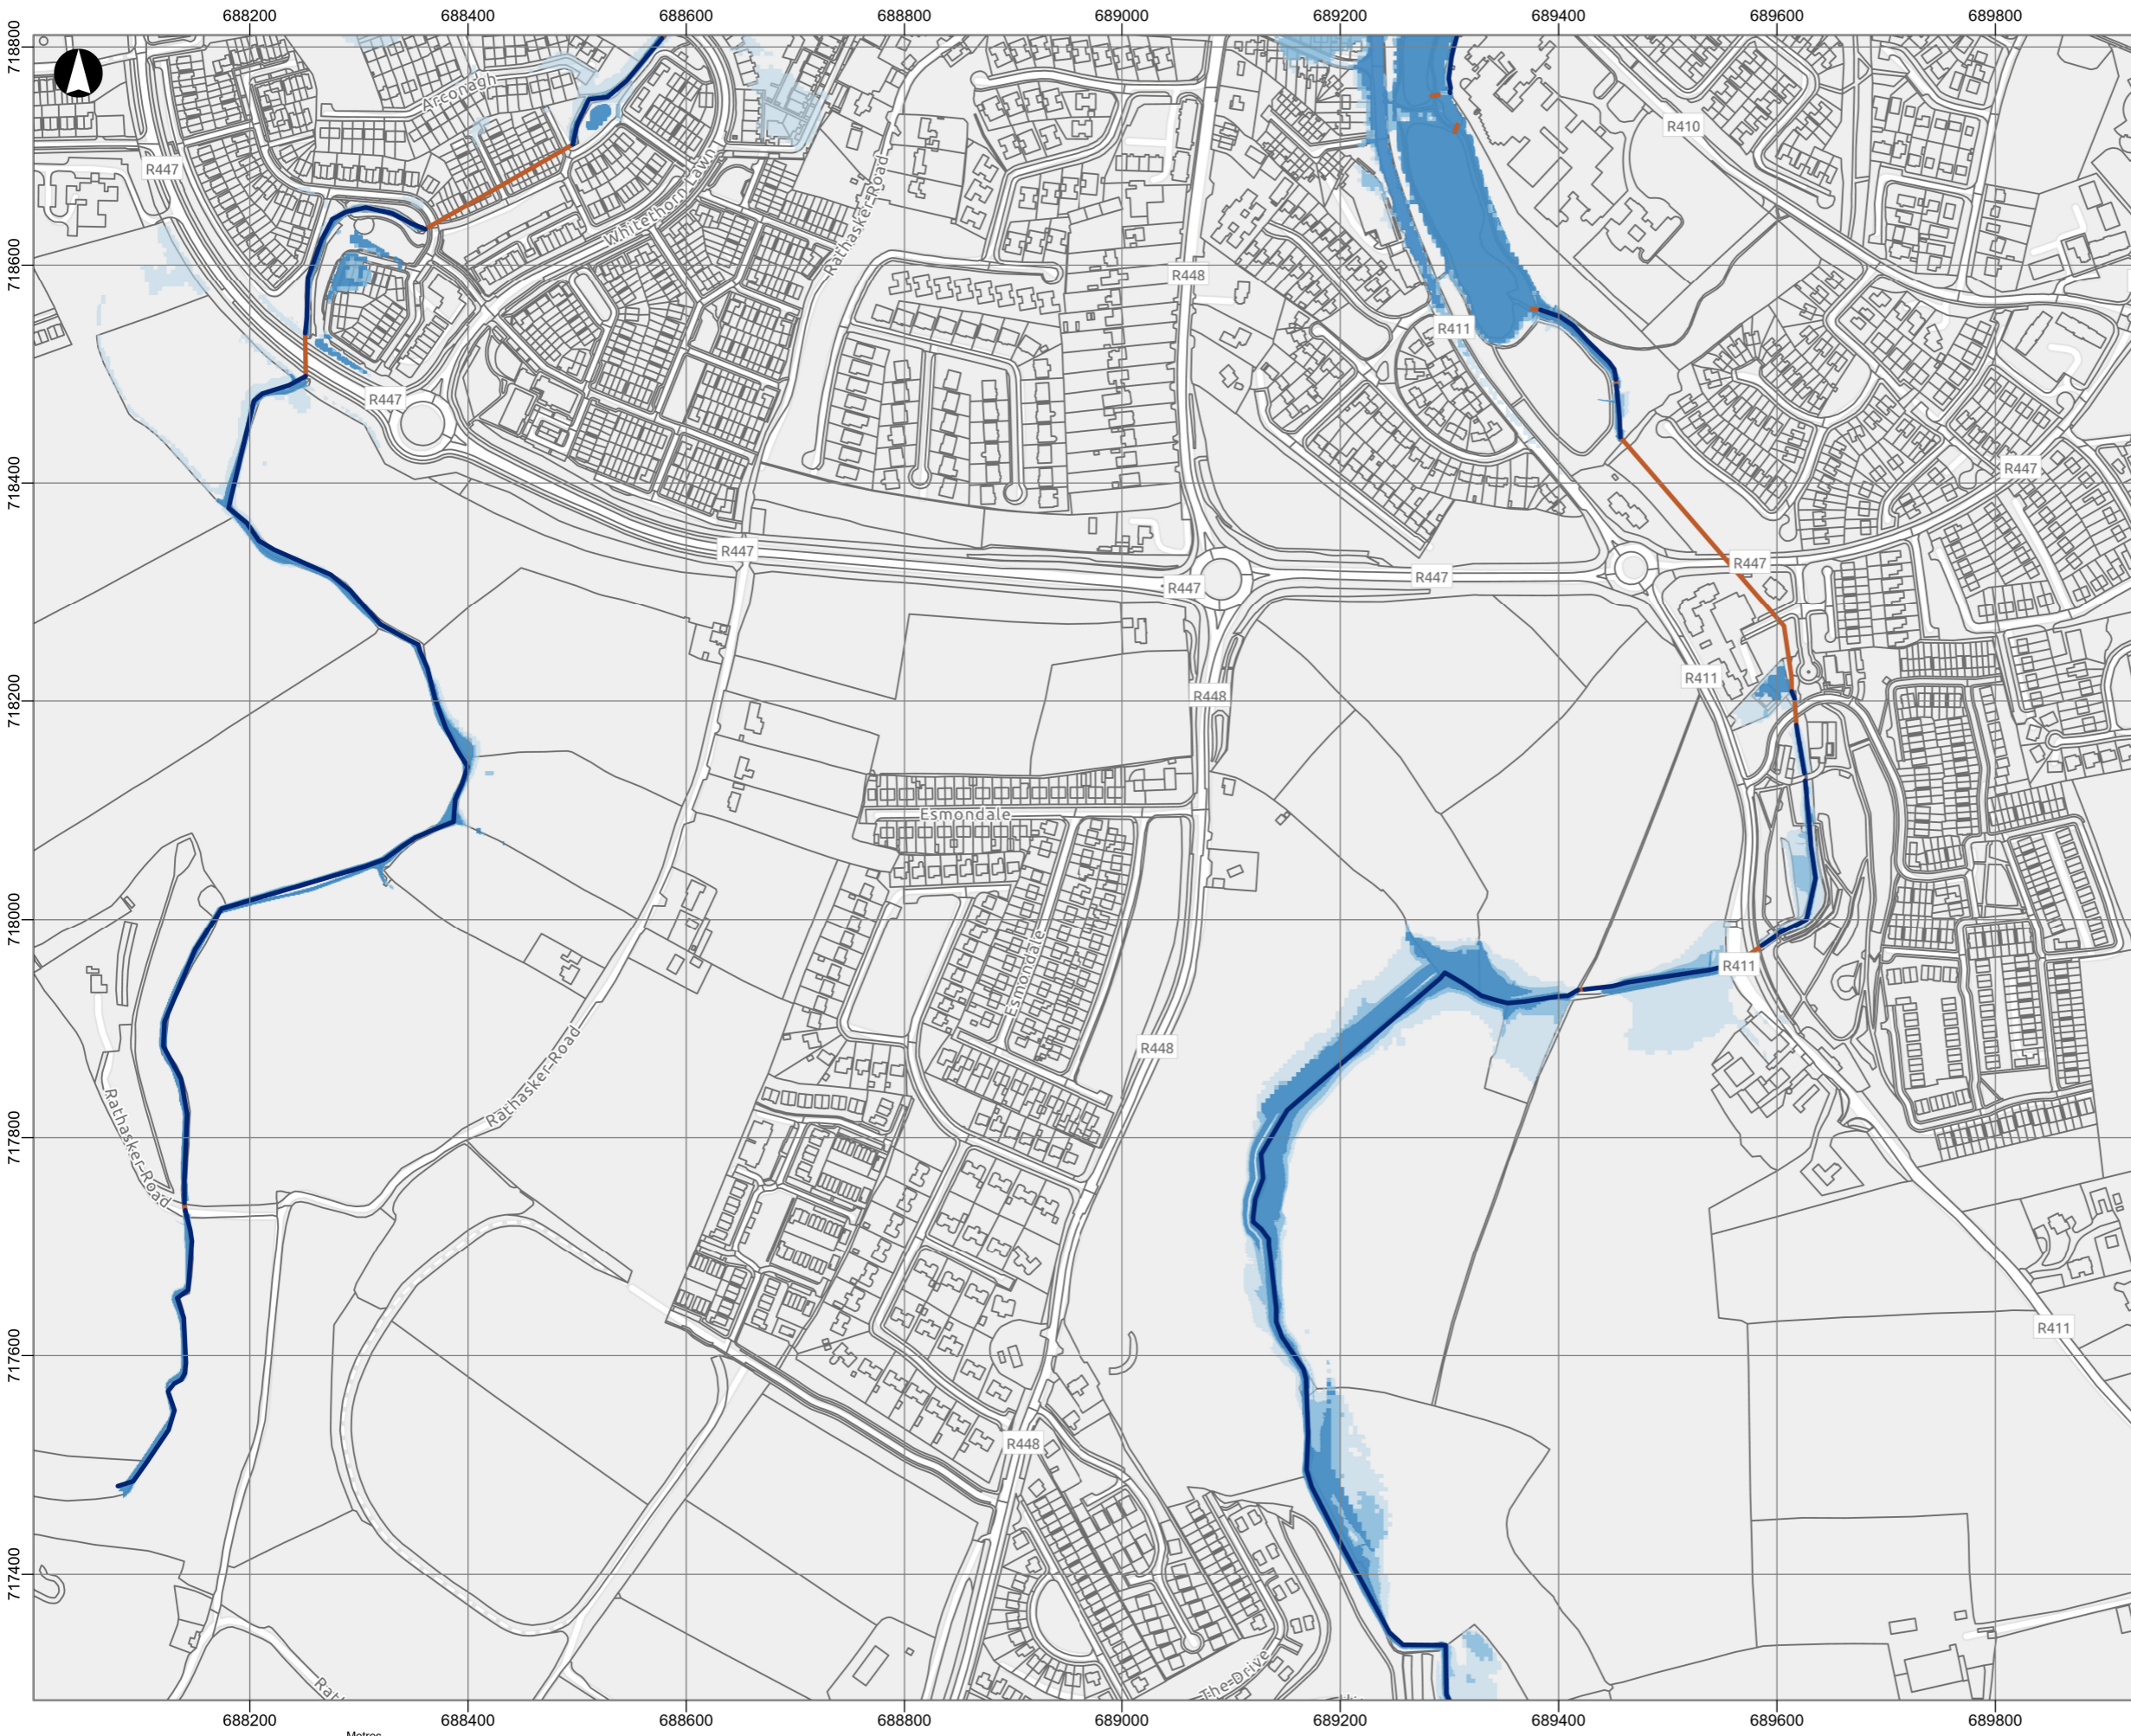 688200 688400 688600 688800 689000 689200 689400 689600 689800
718800
718600
718400
718200
718000
717800
717600
717400
Arconagh
R447
Whitethorn Lawn
Rathasker-Road
R410
R448
R411
R447
R447
R447
R447
R447
R447
R411
R448
Esmondale
Esmondale
R411
R448
Rathasker-Road
Rathasker-Road
R411
R448
The-Drive
688200 688400 688600 688800 689000 689200 689400 689600 689800
Metres